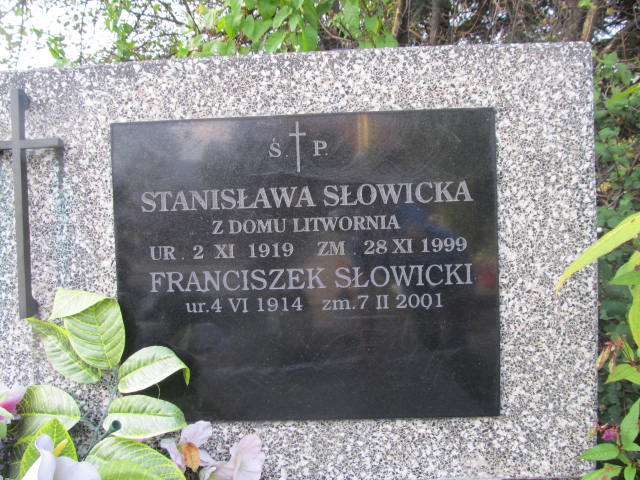 Ś. P.
STANISŁAWA SŁOWICKA
Z DOMU LITWORNIA
UR. 2 XI 1919 ZM. 28 XI 1999
FRANCISZEK SŁOWICKI
ur. 4 VI 1914 zm. 7 II 2001